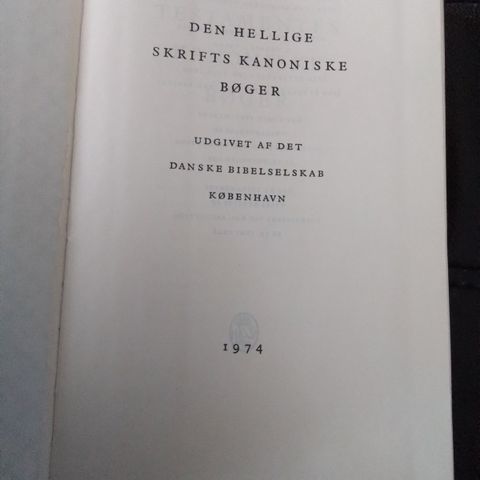 DEN HELLIGE
SKRIFTS KANONISKE
BØGER
UDGIVET AF DET
DANSKE BIBELSELSKAB
KØBENHAVN
1974